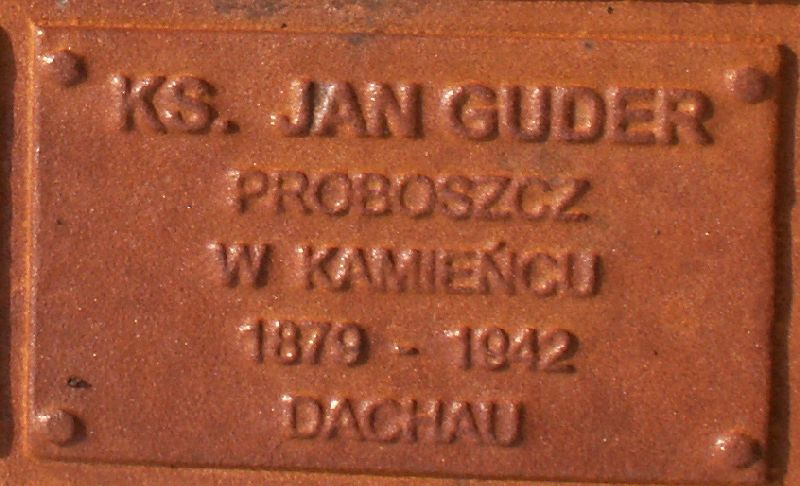 KS. JAN GUDER
PROBOSZCZ
W KAMIEŃCU
1879 - 1942
DACHAU